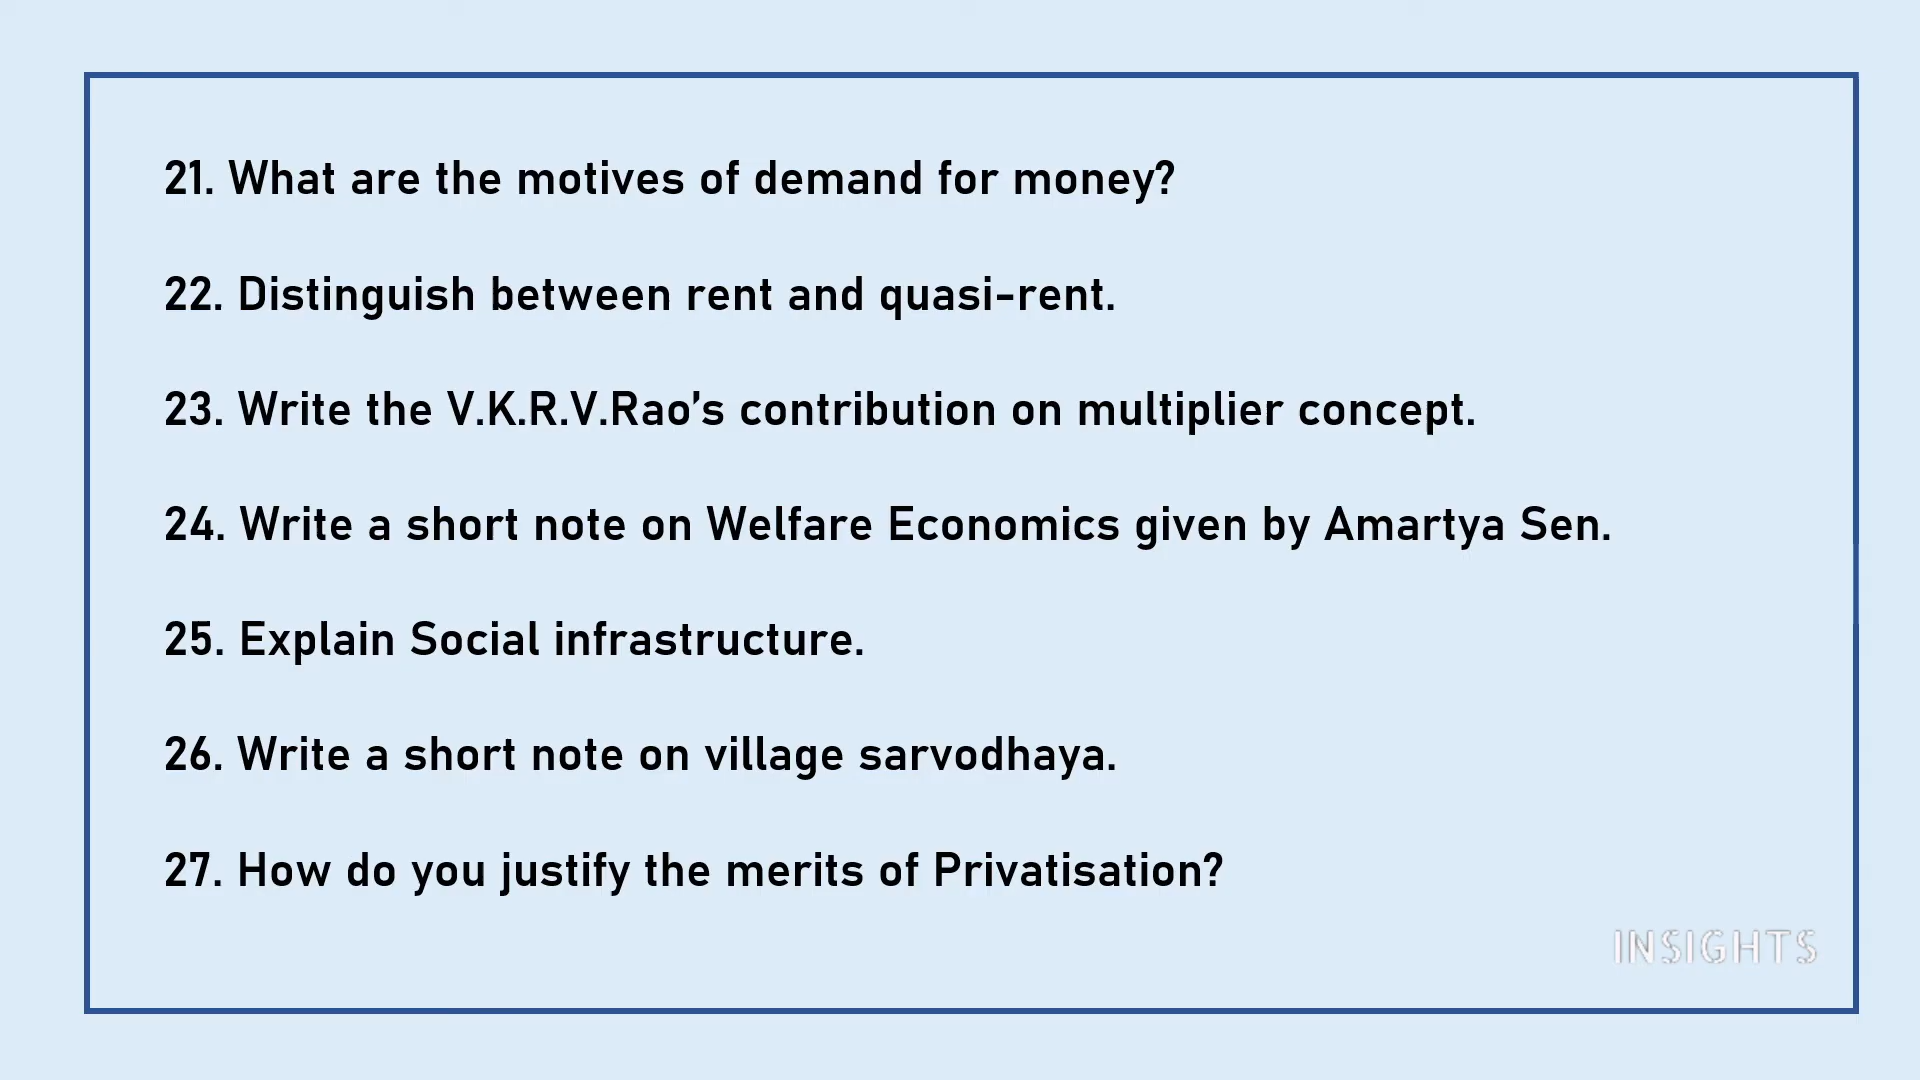 21. What are the motives of demand for money?
22. Distinguish between rent and quasi-rent.
23. Write the V.K.R.V.Rao's contribution on multiplier concept.
24. Write a short note on Welfare Economics given by Amartya Sen.
25. Explain Social infrastructure.
26. Write a short note on village sarvodhaya.
27. How do you justify the merits of Privatisation?
INSIGHTS